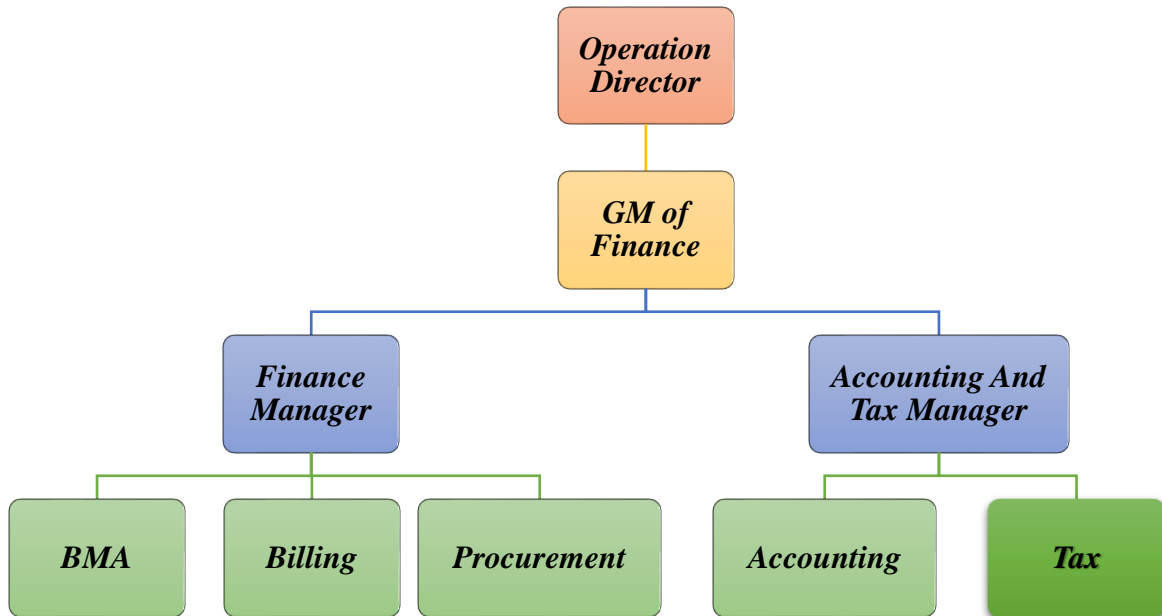 Operation
Director
GM of
Finance
Finance
Manager
Accounting And
Tax Manager
BMA
Billing
Procurement
Accounting
Tax